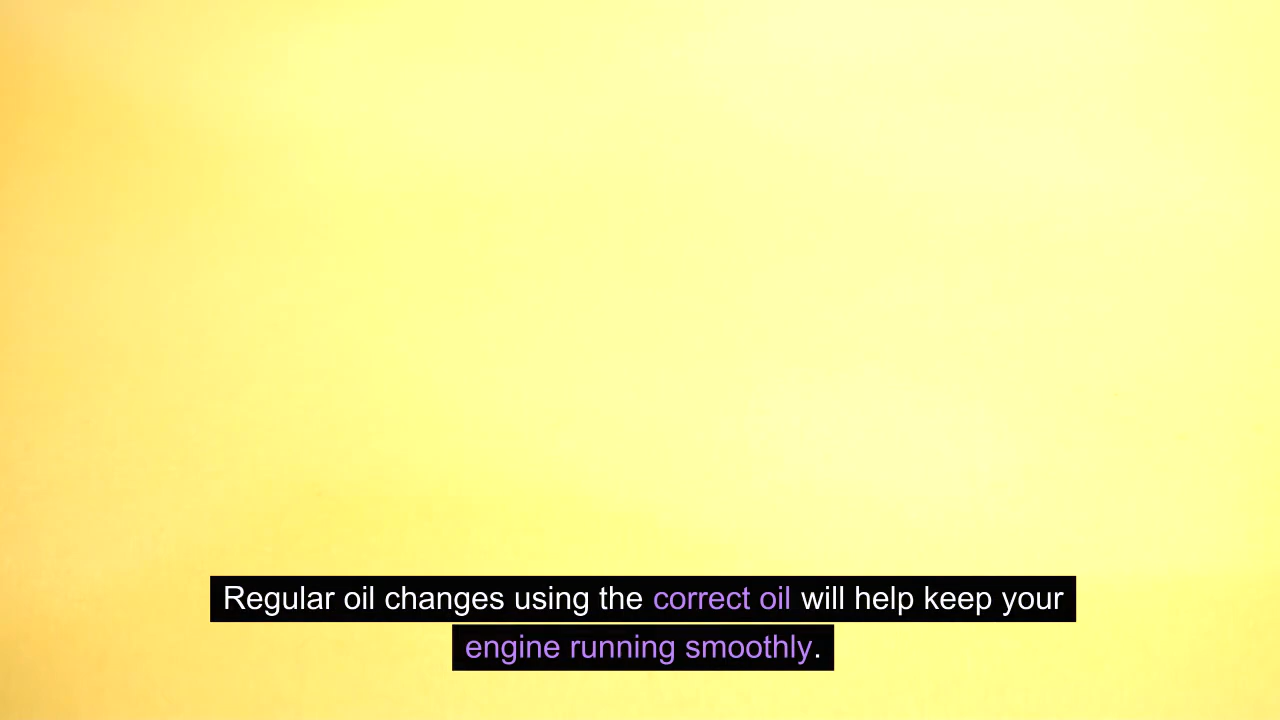 Regular oil changes using the correct oil will help keep your
engine running smoothly.